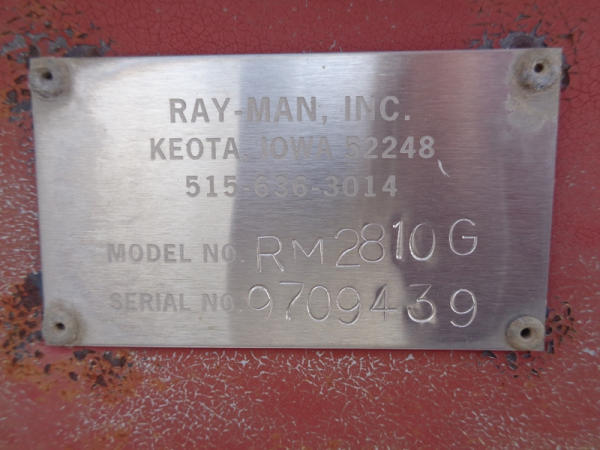 RAY-MAN, INC.
KEOTA, IOWA 52248
515-636-3014
MODEL NO. RM2810G
SERIAL NO. 9709439